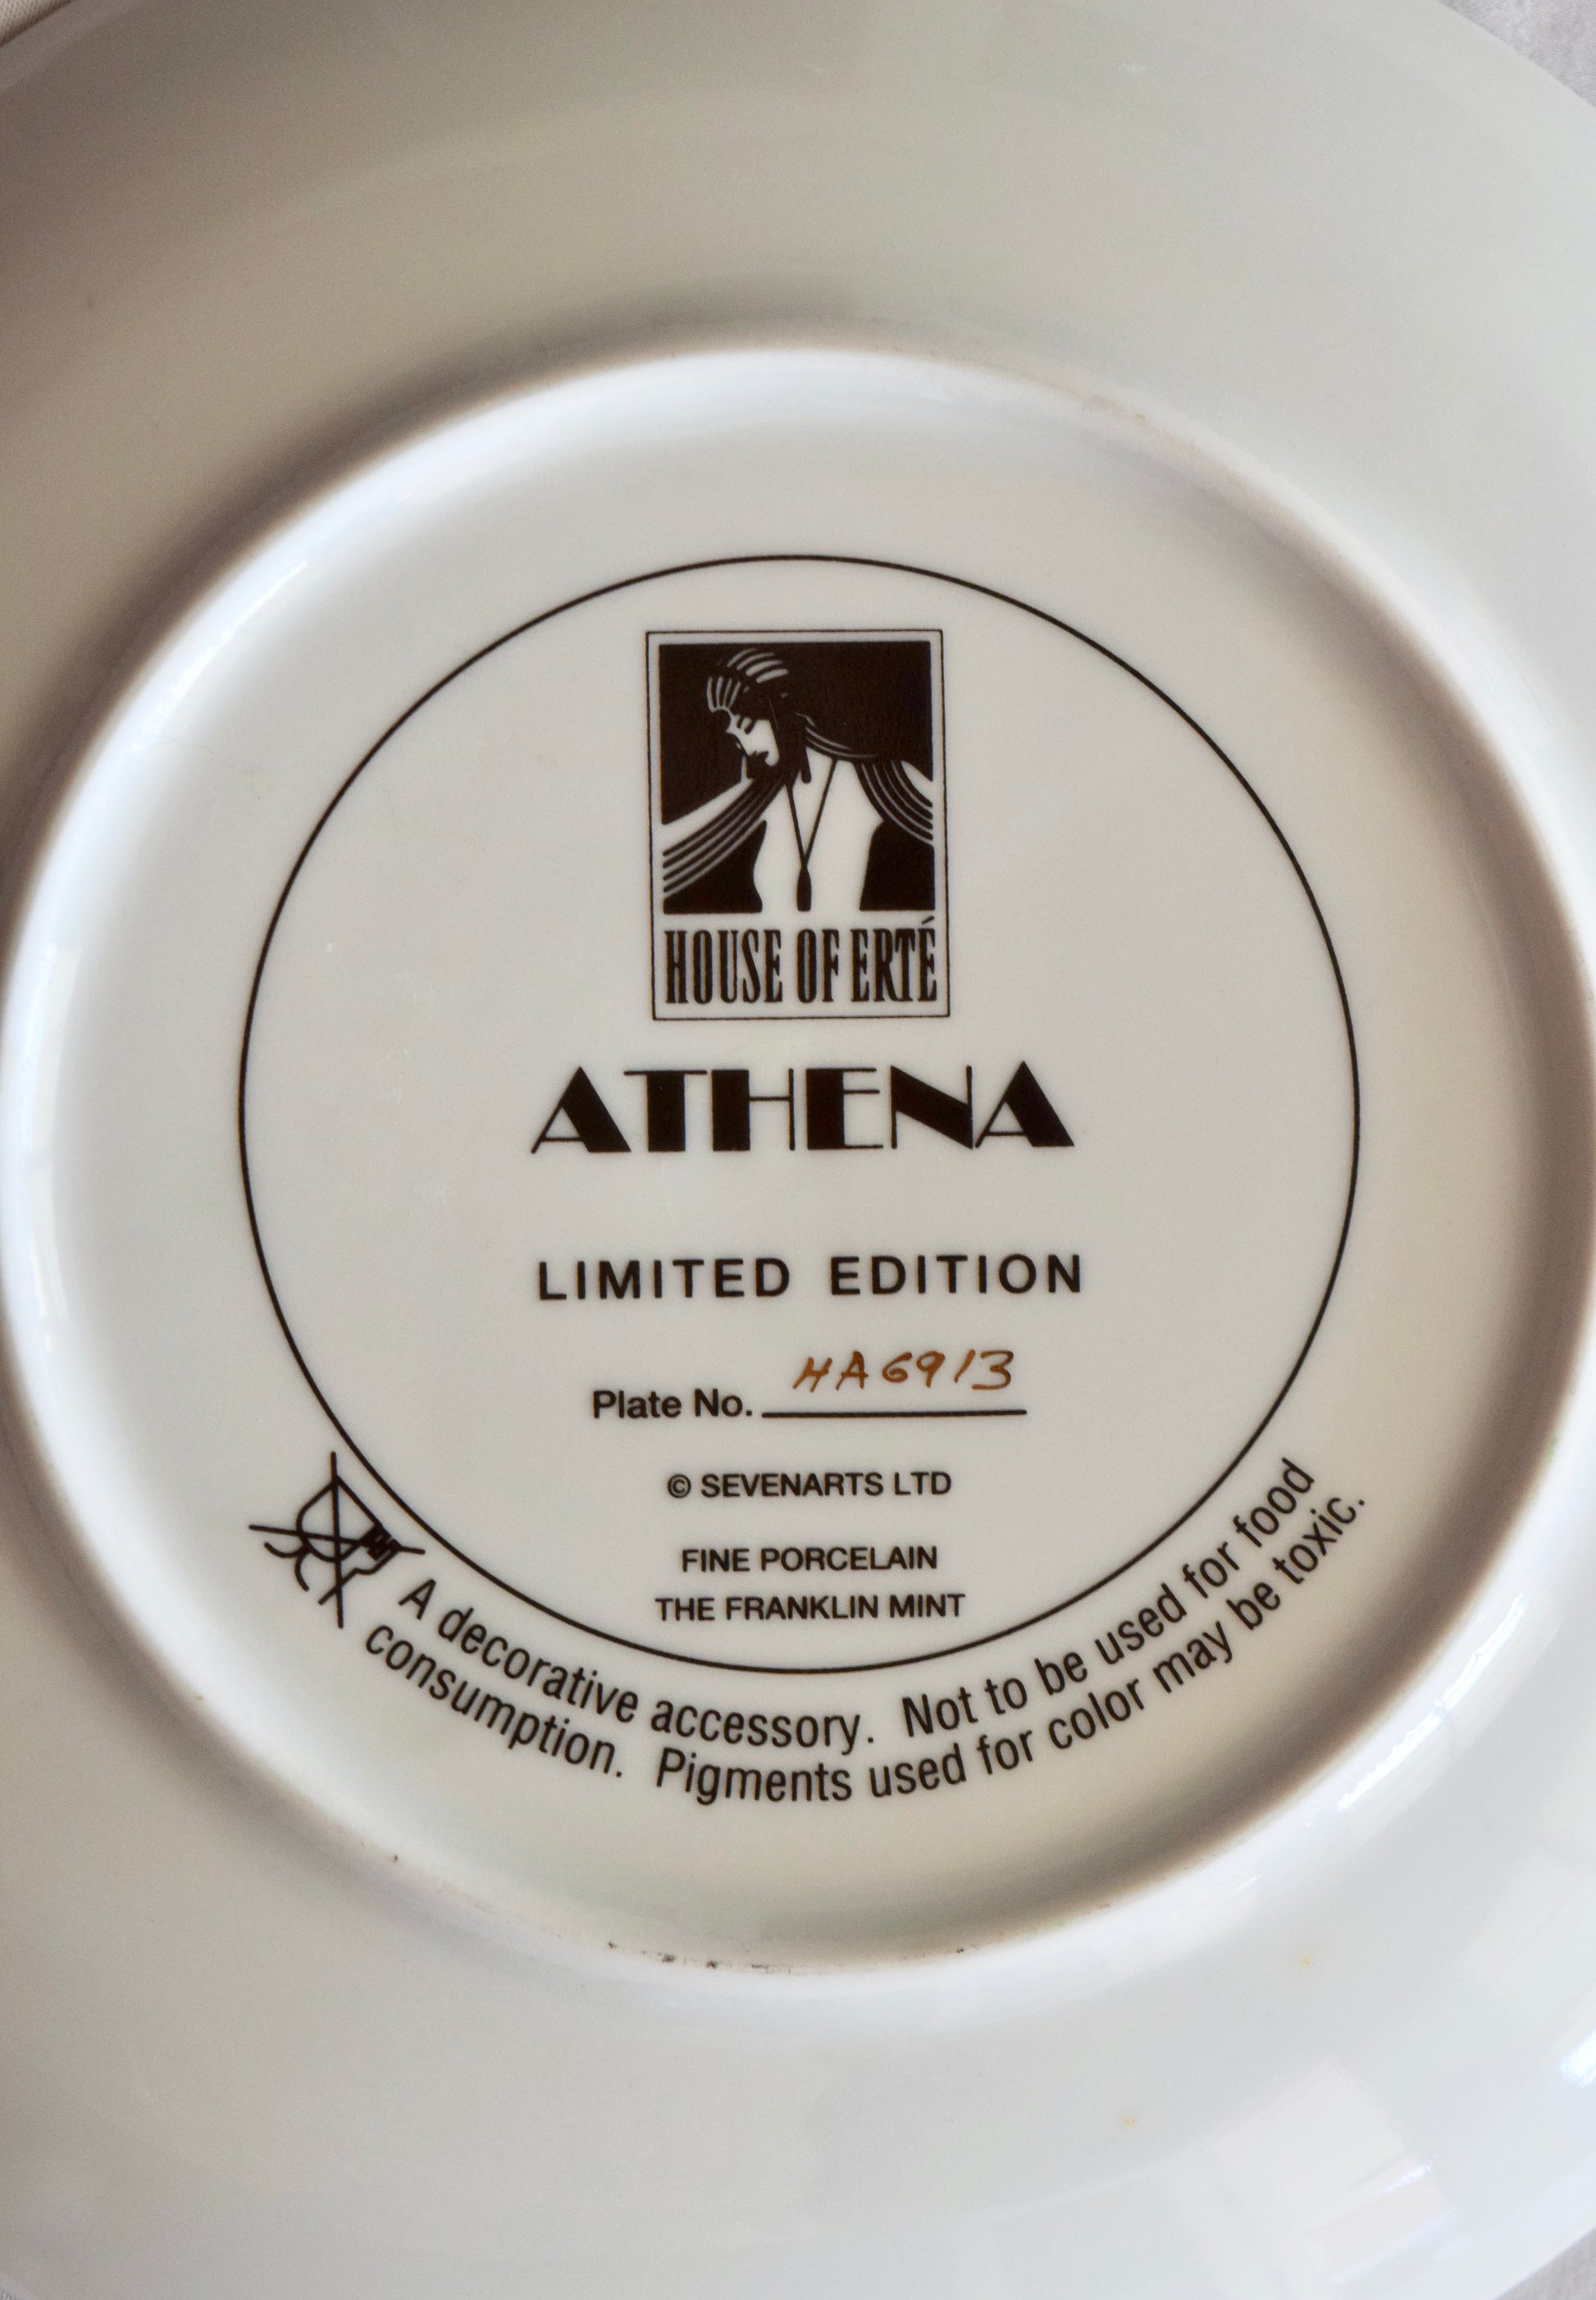 HOUSE OF ERTÉ
ATHENA
LIMITED EDITION
Plate No. HA6913
© SEVENARTS LTD
FINE PORCELAIN
THE FRANKLIN MINT
A decorative accessory. Not to be used for food
consumption. Pigments used for color may be toxic.